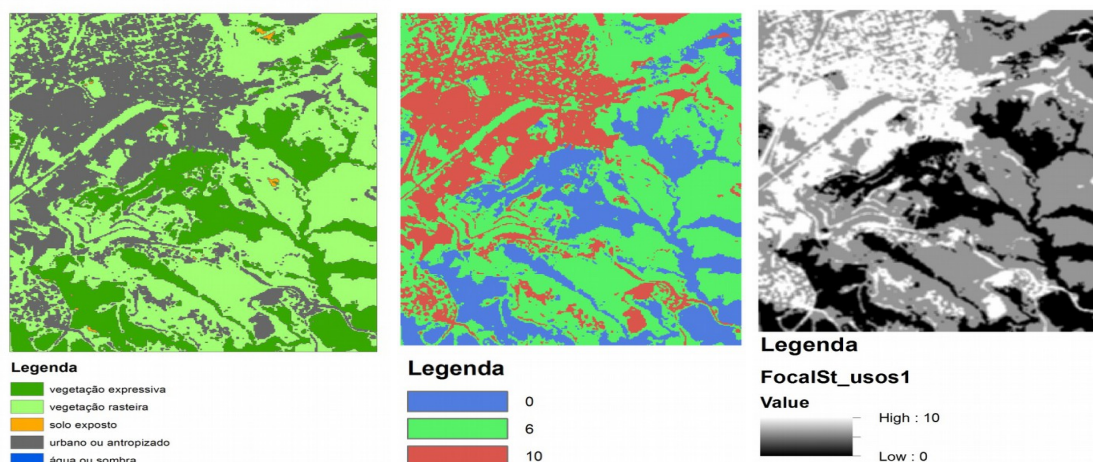 Legenda
vegetação expressiva
vegetação rasteira
solo exposto
urbano ou antropizado
água ou sombra
Legenda
0
6
10
Legenda
FocalSt_usos1
Value
High : 10
Low : 0